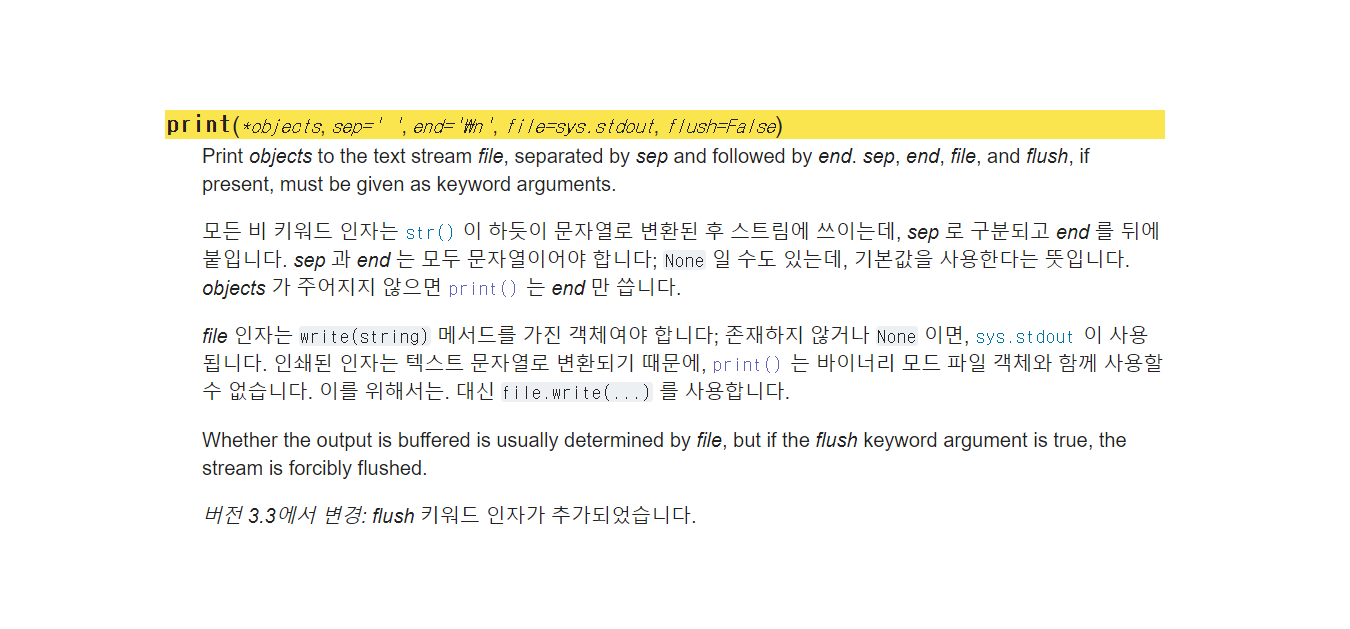 print(*objects, sep=' ', end='₩n', file=sys.stdout, flush=False)
Print objects to the text stream file, separated by sep and followed by end. sep, end, file, and flush, if
present, must be given as keyword arguments.
모든 비 키워드 인자는 str() 이 하듯이 문자열로 변환된 후 스트림에 쓰이는데, sep 로 구분되고 end 를 뒤에
붙입니다. sep 과 end 는 모두 문자열이어야 합니다; None 일 수도 있는데, 기본값을 사용한다는 뜻입니다.
objects 가 주어지지 않으면 print() 는 end 만 씁니다.
file 인자는 write(string) 메서드를 가진 객체여야 합니다; 존재하지 않거나 None 이면, sys.stdout 이 사용
됩니다. 인쇄된 인자는 텍스트 문자열로 변환되기 때문에, print() 는 바이너리 모드 파일 객체와 함께 사용할
수 없습니다. 이를 위해서는. 대신 file.write(...) 를 사용합니다.
Whether the output is buffered is usually determined by file, but if the flush keyword argument is true, the
stream is forcibly flushed.
버전 3.3에서 변경: flush 키워드 인자가 추가되었습니다.